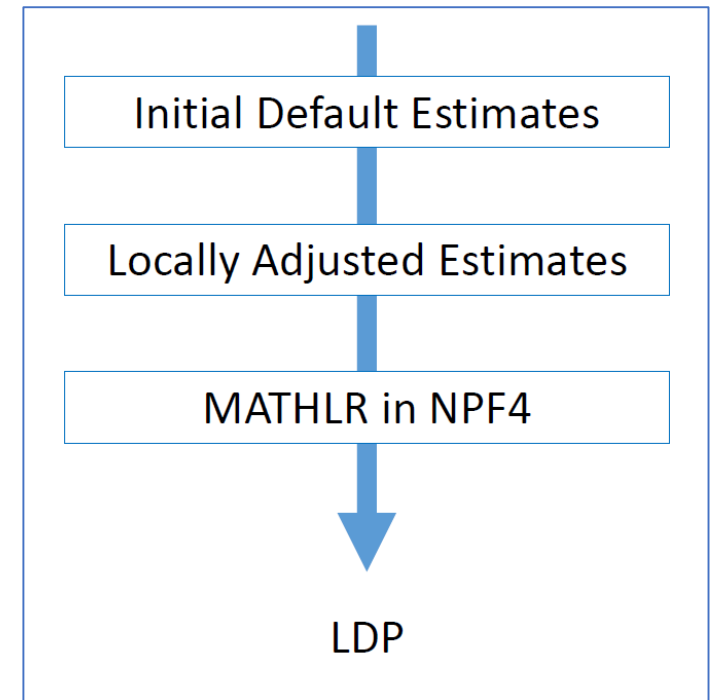 Initial Default Estimates
Locally Adjusted Estimates
MATHLR in NPF4
LDP